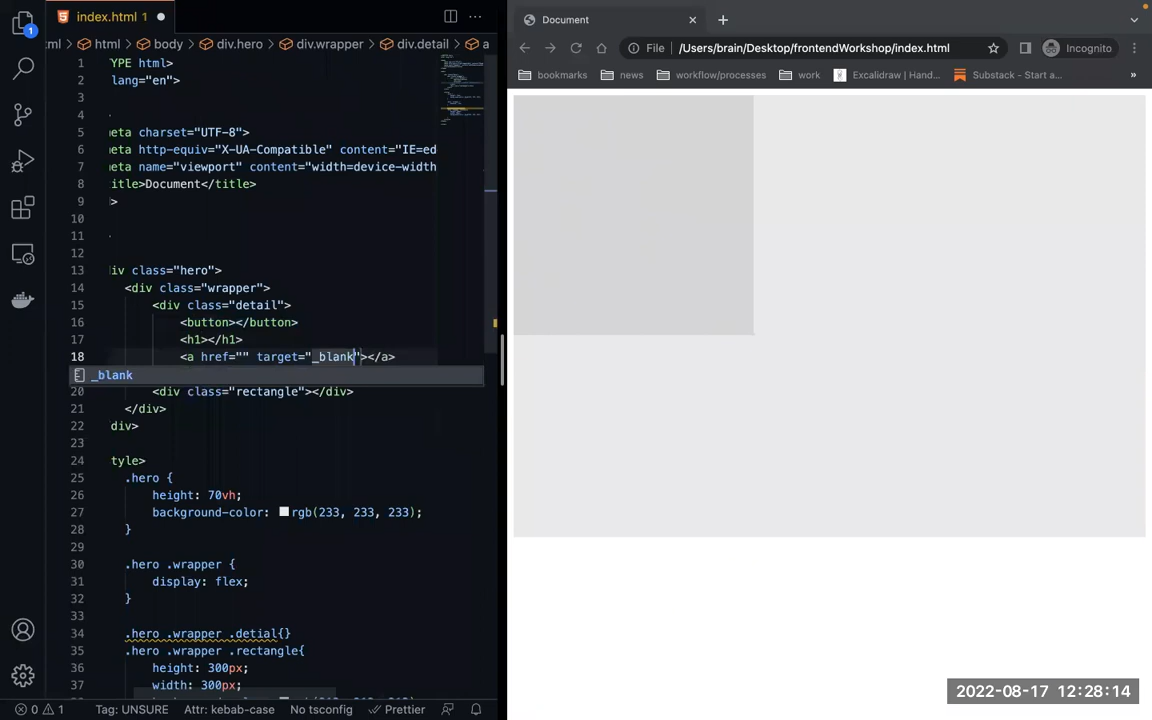 index.html 1
ml > html > body > div.hero > div.wrapper > div.detail > a
1 YPE html>
2 lang="en">
3
4
5 meta charset="UTF-8">
6 meta http-equiv="X-UA-Compatible" content="IE=ed
7 meta name="viewport" content="width=device-width
8 itle>Document</title>
9 >
10
11
12
13 iv class="hero">
14 <div class="wrapper">
15 <div class="detail">
16 <button></button>
17 <h1></h1>
18 <a href="" target="_blank"></a>
_blank
20 <div class="rectangle"></div>
21 </div>
22 div>
23
24 tyle>
25 .hero {
26 height: 70vh;
27 background-color: rgb(233, 233, 233);
28 }
29
30 .hero .wrapper {
31 display: flex;
32 }
33
34 .hero .wrapper .detial{}
35 .hero .wrapper .rectangle{
36 height: 300px;
37 width: 300px;
0 1 Tag: UNSURE Attr: kebab-case No tsconfig Prettier
1
Document
File /Users/brain/Desktop/frontendWorkshop/index.html Incognito
bookmarks news workflow/processes work Excalidraw | Hand... Substack - Start a... »
2022-08-17 12:28:14